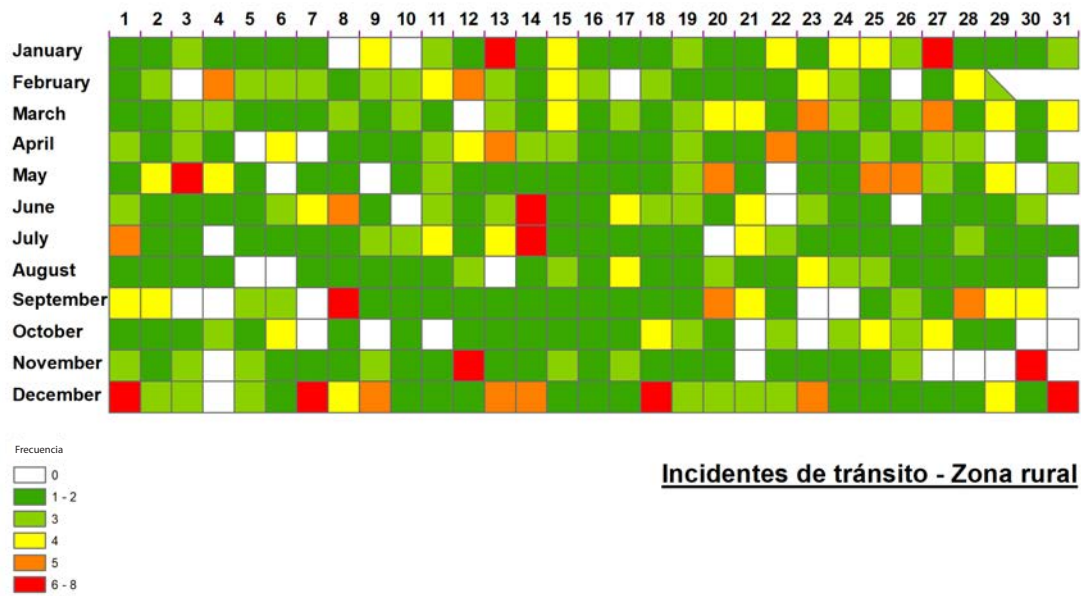 1 2 3 4 5 6 7 8 9 10 11 12 13 14 15 16 17 18 19 20 21 22 23 24 25 26 27 28 29 30 31
January
February
March
April
May
June
July
August
September
October
November
December
Frecuencia
0
1 - 2
3
4
5
6 - 8
Incidentes de tránsito - Zona rural